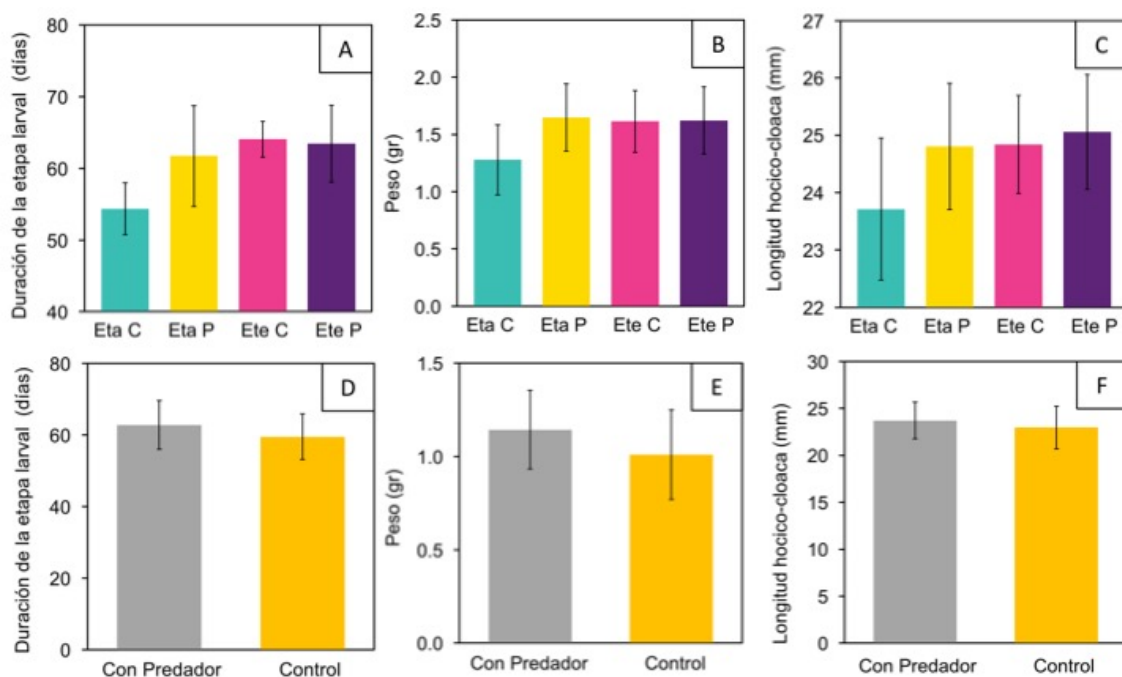 A
Duración de la etapa larval (días)
80
70
60
50
40
Eta C Eta P Ete C Ete P
B
Peso (gr)
2.5
2.0
1.5
1.0
0.5
0.0
Eta C Eta P Ete C Ete P
C
Longitud hocico-cloaca (mm)
27
26
25
24
23
22
Eta C Eta P Ete C Ete P
D
Duración de la etapa larval (días)
80
60
40
20
0
Con Predador Control
E
Peso (gr)
1.5
1.0
0.5
0.0
Con Predador Control
F
Longitud hocico-cloaca (mm)
30
25
20
15
10
5
0
Con Predador Control